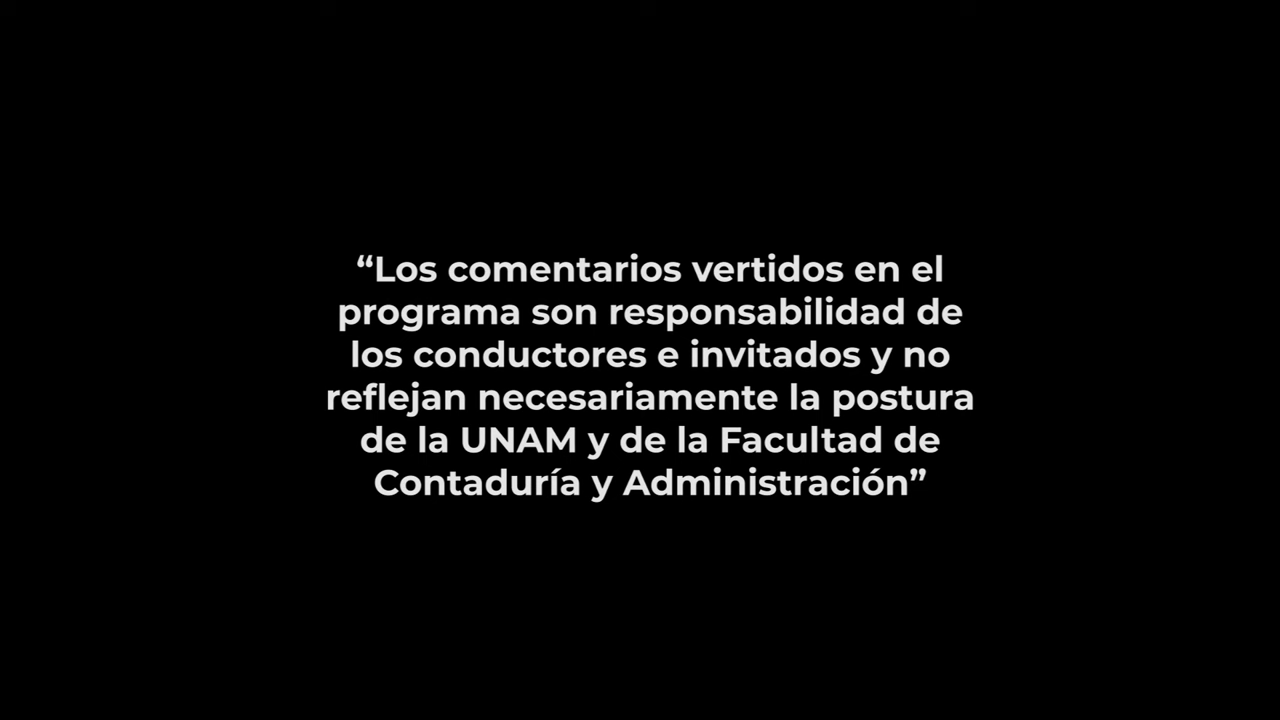 “Los comentarios vertidos en el
programa son responsabilidad de
los conductores e invitados y no
reflejan necesariamente la postura
de la UNAM y de la Facultad de
Contaduría y Administración”